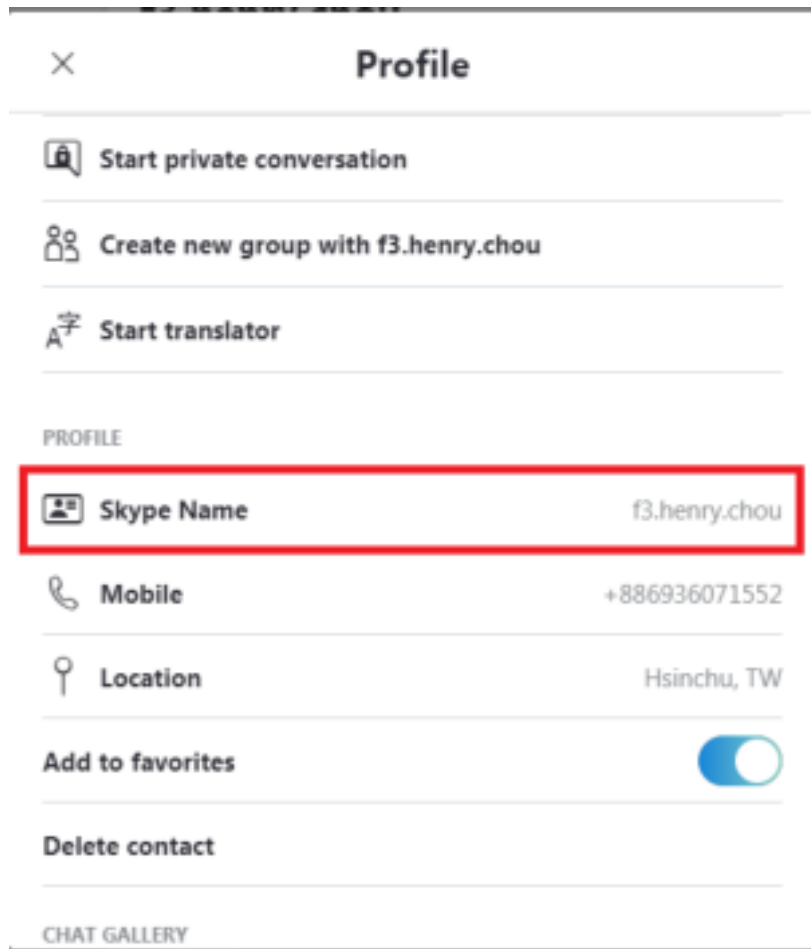 Profile
Start private conversation
Create new group with f3.henry.chou
Start translator
PROFILE
Skype Name f3.henry.chou
Mobile +886936071552
Location Hsinchu, TW
Add to favorites
Delete contact
CHAT GALLERY